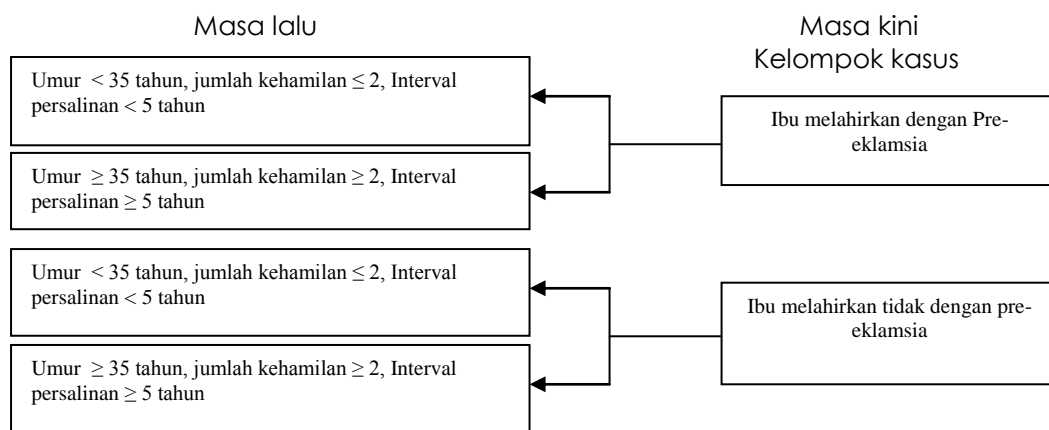 Masa lalu
Masa kini
Kelompok kasus
Umur < 35 tahun, jumlah kehamilan ≤ 2, Interval
persalinan < 5 tahun
Ibu melahirkan dengan Pre-
eklamsia
Umur ≥ 35 tahun, jumlah kehamilan ≥ 2, Interval
persalinan ≥ 5 tahun
Umur < 35 tahun, jumlah kehamilan ≤ 2, Interval
persalinan < 5 tahun
Ibu melahirkan tidak dengan pre-
eklamsia
Umur ≥ 35 tahun, jumlah kehamilan ≥ 2, Interval
persalinan ≥ 5 tahun